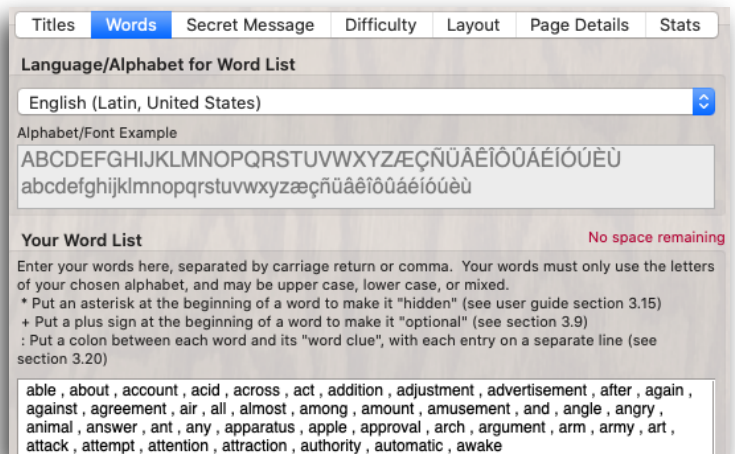 Titles Words Secret Message Difficulty Layout Page Details Stats
Language/Alphabet for Word List
English (Latin, United States)
Alphabet/Font Example
ABCDEFGHIJKLMNOPQRSTUVWXYZÆÇÑÜÂÊÎÔÛÁÉÍÓÚÈÙ
abcdefghijklmnopqrstuvwxyzæçñüâêîôûáéíóúèù
Your Word List No space remaining
Enter your words here, separated by carriage return or comma.  Your words must only use the letters
of your chosen alphabet, and may be upper case, lower case, or mixed.
* Put an asterisk at the beginning of a word to make it "hidden" (see user guide section 3.15)
+ Put a plus sign at the beginning of a word to make it "optional" (see section 3.9)
: Put a colon between each word and its "word clue", with each entry on a separate line (see
section 3.20)
able , about , account , acid , across , act , addition , adjustment , advertisement , after , again ,
against , agreement , air , all , almost , among , amount , amusement , and , angle , angry ,
animal , answer , ant , any , apparatus , apple , approval , arch , argument , arm , army , art ,
attack , attempt , attention , attraction , authority , automatic , awake